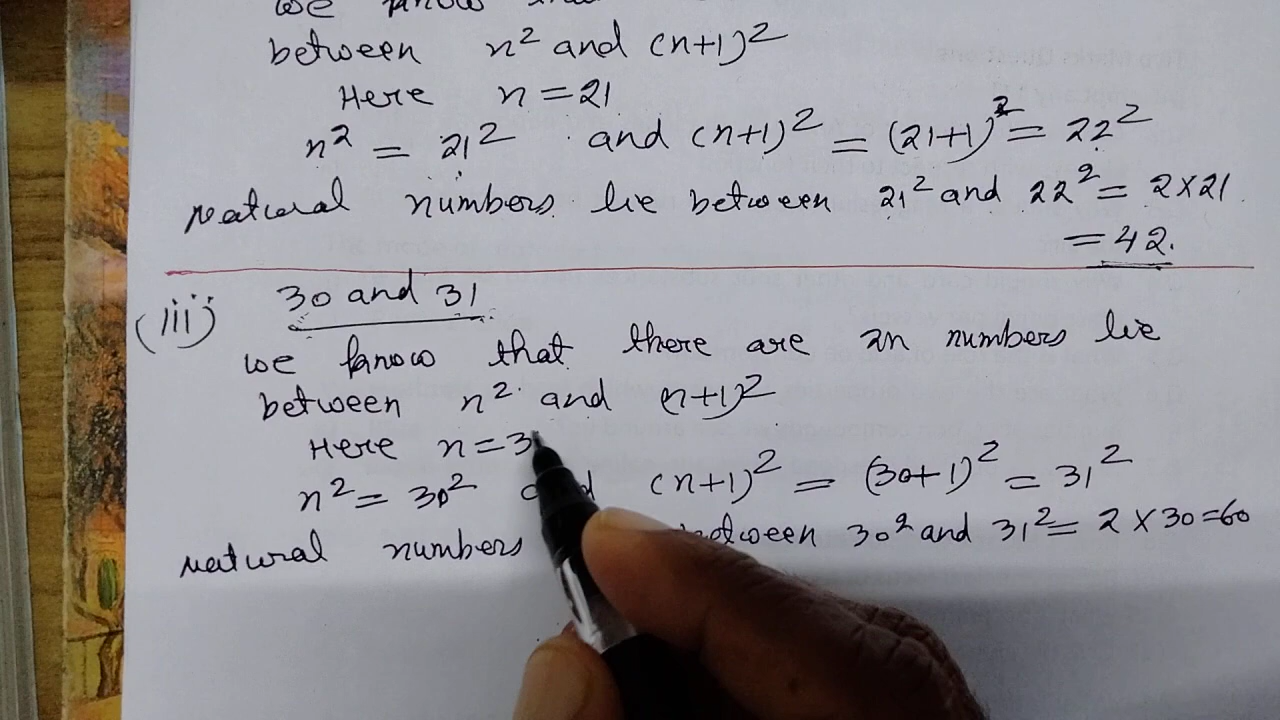 we know that
between n² and (n+1)²
Here n = 21
n² = 21² and (n+1)² = (21+1)² = 22²
natural numbers lie between 21² and 22² = 2×21
= 42.
(iii) 30 and 31
we know that there are 2n numbers lie
between n² and (n+1)²
Here n = 3
n² = 30² and (n+1)² = (30+1)² = 31²
natural numbers between 30² and 31² = 2×30=60